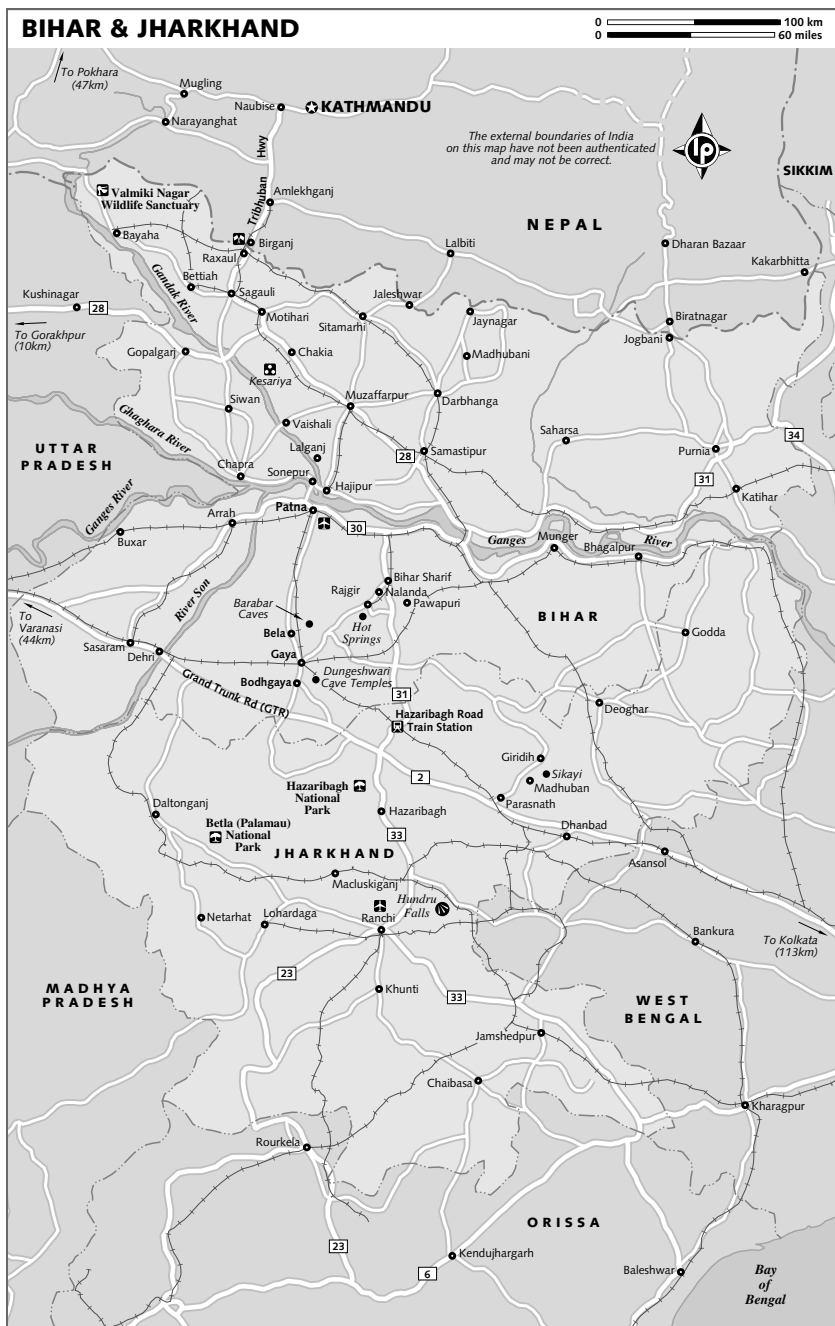 BIHAR & JHARKHAND
0 100 km
0 60 miles
To Pokhara
(47km)
Mugling
Naubise
KATHMANDU
Narayanghat
Tribhuban Hwy
The external boundaries of India
on this map have not been authenticated
and may not be correct.
lp
SIKKIM
Valmiki Nagar
Wildlife Sanctuary
Amlekhganj
NEPAL
Bayaha
Birganj
Raxaul
Lalbiti
Dharan Bazaar
Kakarbhitta
Bettiah
Gandak River
Sagauli
Kushinagar
28
Motihari
Sitamarhi
Jaleshwar
Jaynagar
Biratnagar
Jogbani
To Gorakhpur
(10km)
Gopalganj
Chakia
Madhubani
Kesariya
Siwan
Muzaffarpur
Darbhanga
Ghaghara River
Vaishali
Saharsa
34
UTTAR
PRADESH
Lalganj
28
Samastipur
Purnia
Chapra
Sonepur
Hajipur
31
Katihar
Ganges River
Patna
Arrah
30
Ganges
Munger
River
Buxar
Bhagalpur
River Son
Bihar Sharif
Rajgir
Nalanda
Pawapuri
Barabar
Caves
Hot
Springs
BIHAR
To
Varanasi
(44km)
Bela
Godda
Sasaram
Dehri
Gaya
Dungeshwari
Cave Temples
Bodhgaya
31
Grand Trunk Rd (GTR)
Deoghar
Hazaribagh Road
Train Station
Giridih
Sikayi
2
Madhuban
Hazaribagh
National
Park
Parasnath
Daltonganj
Hazaribagh
Betla (Palamau)
National
Park
33
Dhanbad
JHARKHAND
Asansol
Macluskiganj
Hundru
Falls
Netarhat
Lohardaga
Ranchi
Bankura
To Kolkata
(113km)
23
MADHYA
PRADESH
Khunti
33
WEST
BENGAL
Jamshedpur
Chaibasa
Kharagpur
Rourkela
ORISSA
23
Kendujhargarh
6
Baleshwar
Bay
of
Bengal